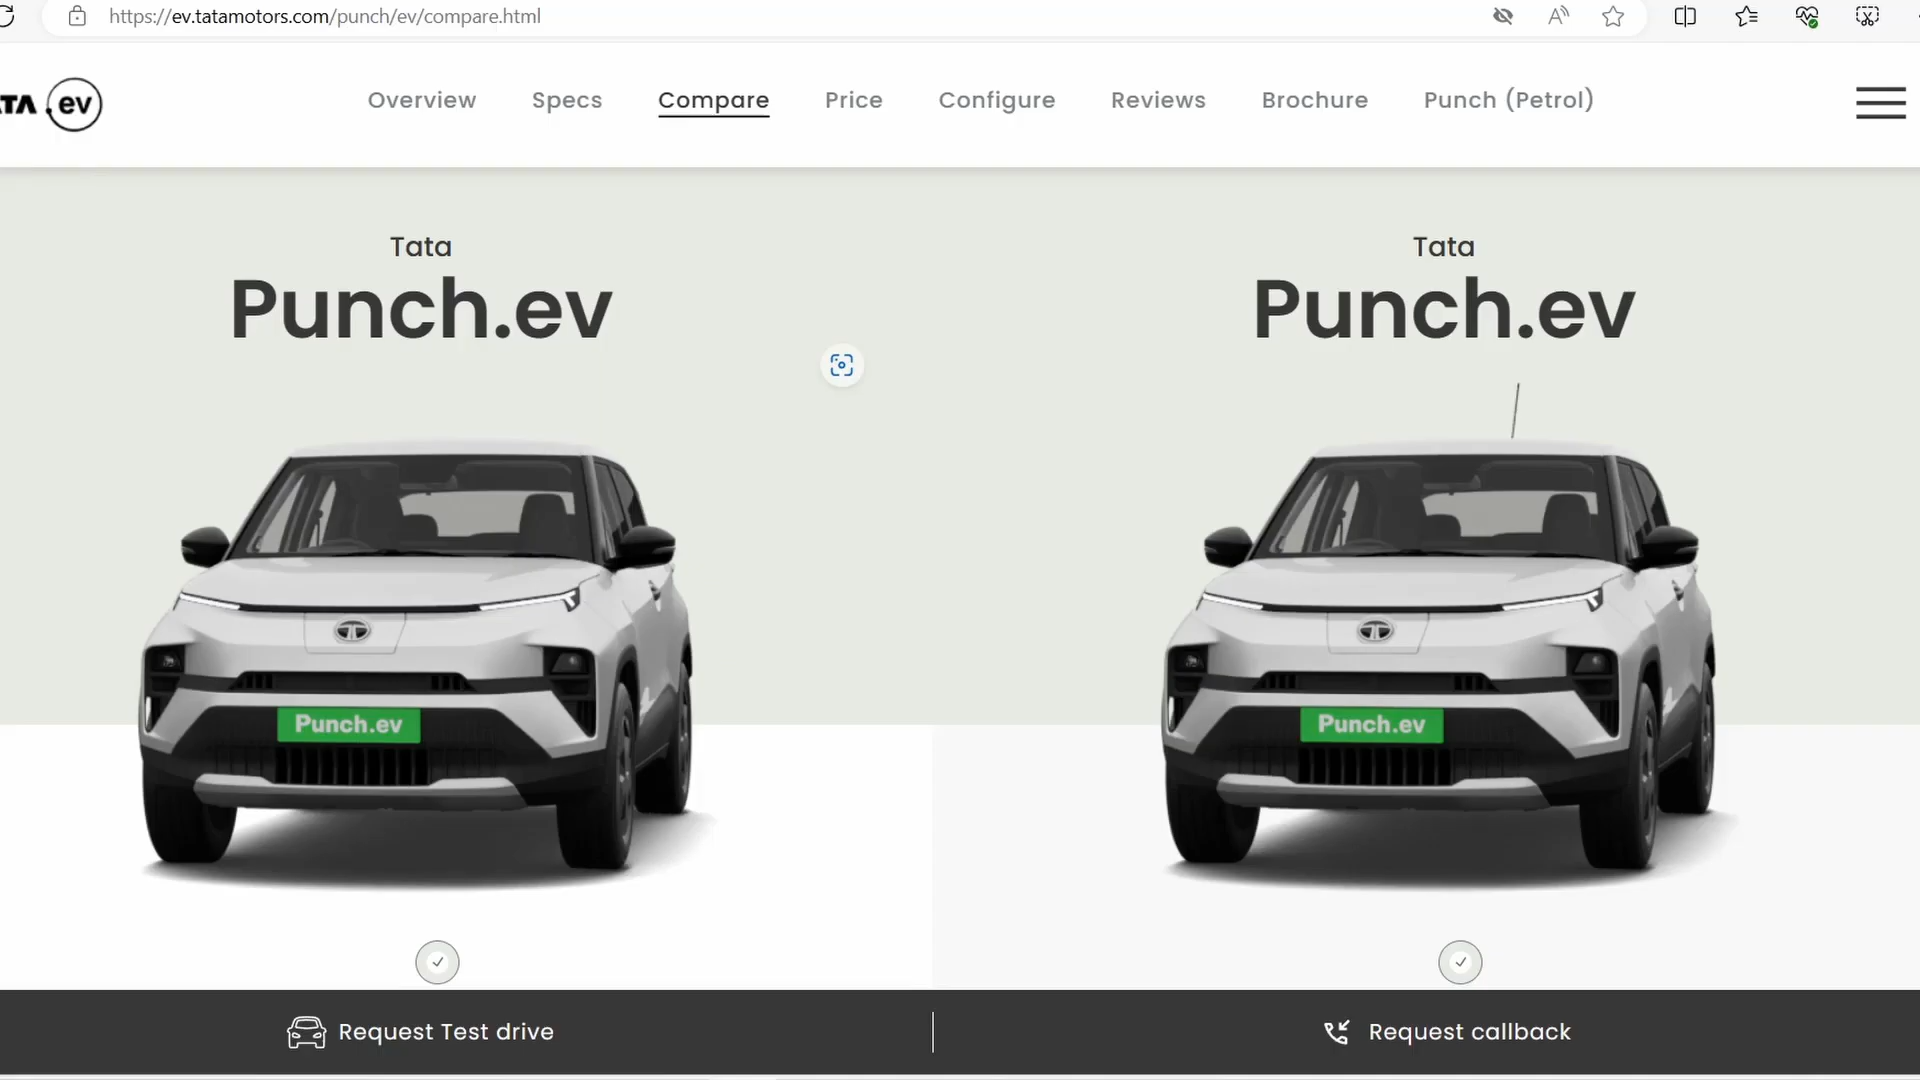 https://ev.tatamotors.com/punch/ev/compare.html
TATA .ev
Overview Specs Compare Price Configure Reviews Brochure Punch (Petrol)
Tata
Punch.ev
Tata
Punch.ev
Punch.ev
Punch.ev
Request Test drive
Request callback